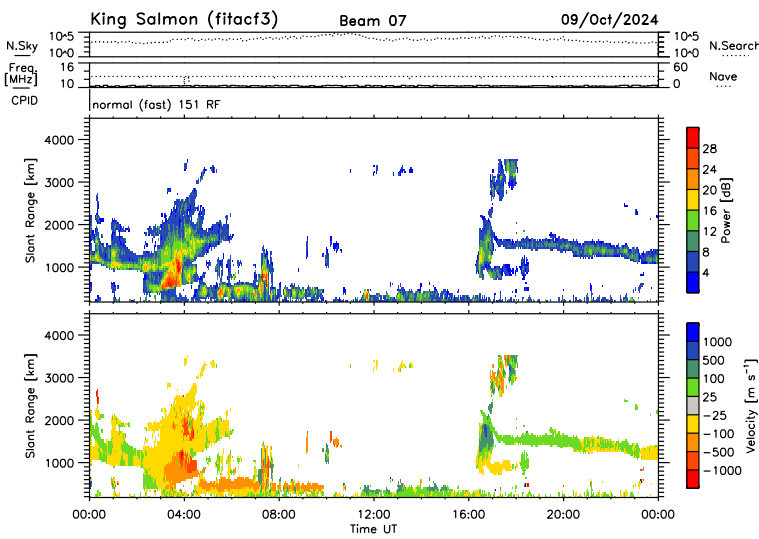 King Salmon (fitacf3) Beam 07 09/Oct/2024
N.Sky 10^5 10^0 10^5 10^0 N.Search
Freq. [MHz] 16 10 60 0 Nave
CPID normal (fast) 151 RF
Slant Range [km] 4000 3000 2000 1000
28 24 20 16 12 8 4 Power [dB]
Slant Range [km] 4000 3000 2000 1000
1000 500 100 25 −25 −100 −500 −1000 Velocity [m s⁻¹]
00:00 04:00 08:00 12:00 16:00 20:00 00:00
Time UT